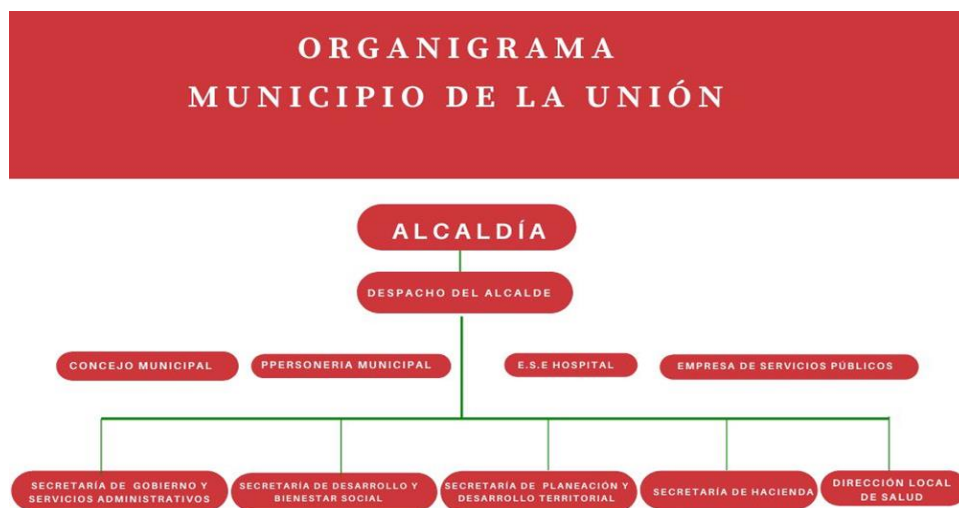 ORGANIGRAMA
MUNICIPIO DE LA UNIÓN
ALCALDÍA
DESPACHO DEL ALCALDE
CONCEJO MUNICIPAL
PPERSONERIA MUNICIPAL
E.S.E HOSPITAL
EMPRESA DE SERVICIOS PÚBLICOS
SECRETARÍA DE GOBIERNO Y
SERVICIOS ADMINISTRATIVOS
SECRETARÍA DE DESARROLLO Y
BIENESTAR SOCIAL
SECRETARÍA DE PLANEACIÓN Y
DESARROLLO TERRITORIAL
SECRETARÍA DE HACIENDA
DIRECCIÓN LOCAL
DE SALUD